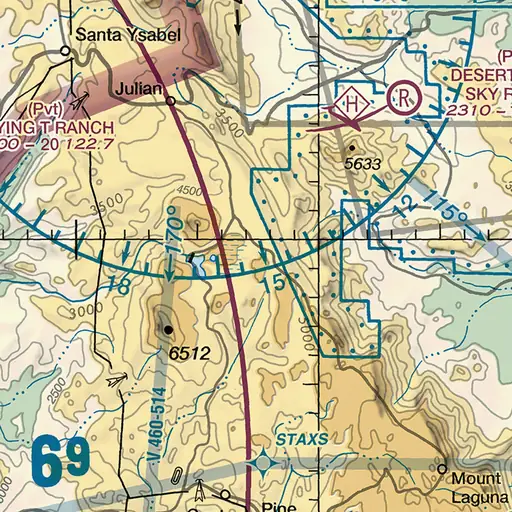 Santa Ysabel
Julian
(Pvt)
YING T RANCH
00 - 20 122.7
3500
H
R
DESERT
SKY R
2310 -
5633
4500
3500
170°
12
115°
18
15
3000
6512
2500
V 460-514
STAXS
69
Mount
Laguna
Pine